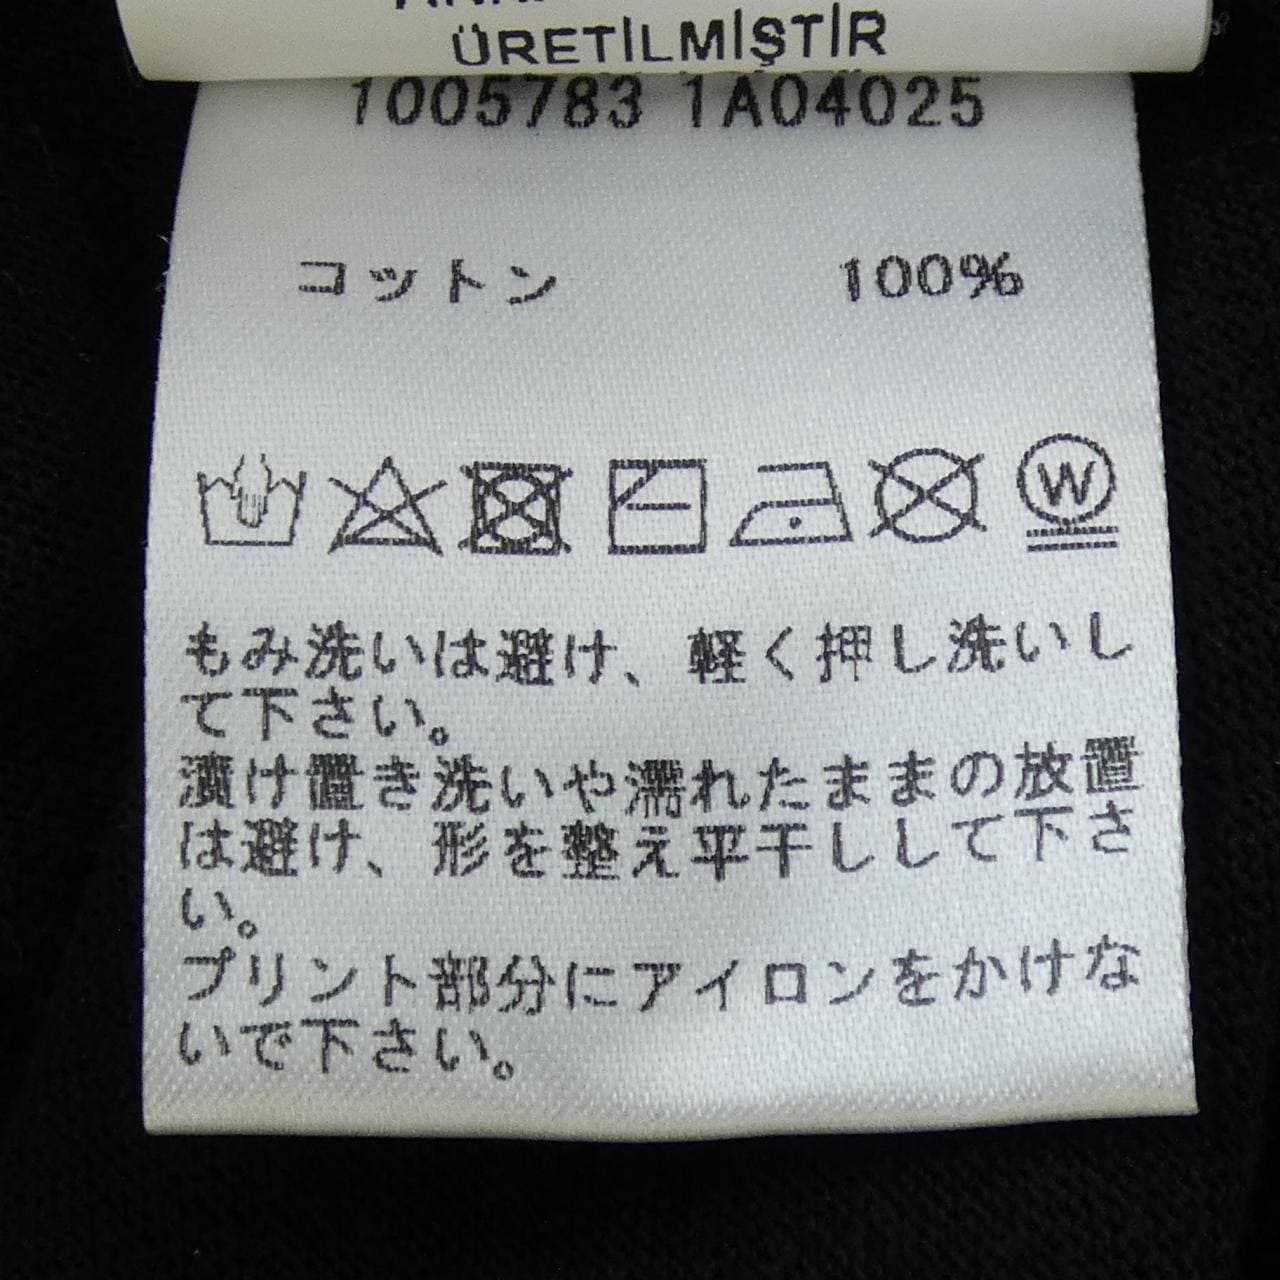 ÜRETİLMİŞTİR
1005783 1A04025
コットン 100%
W
もみ洗いは避け、軽く押し洗いし
て下さい。
漬け置き洗いや濡れたままの放置
は避け、形を整え平干しして下さ
い。
プリント部分にアイロンをかけな
いで下さい。